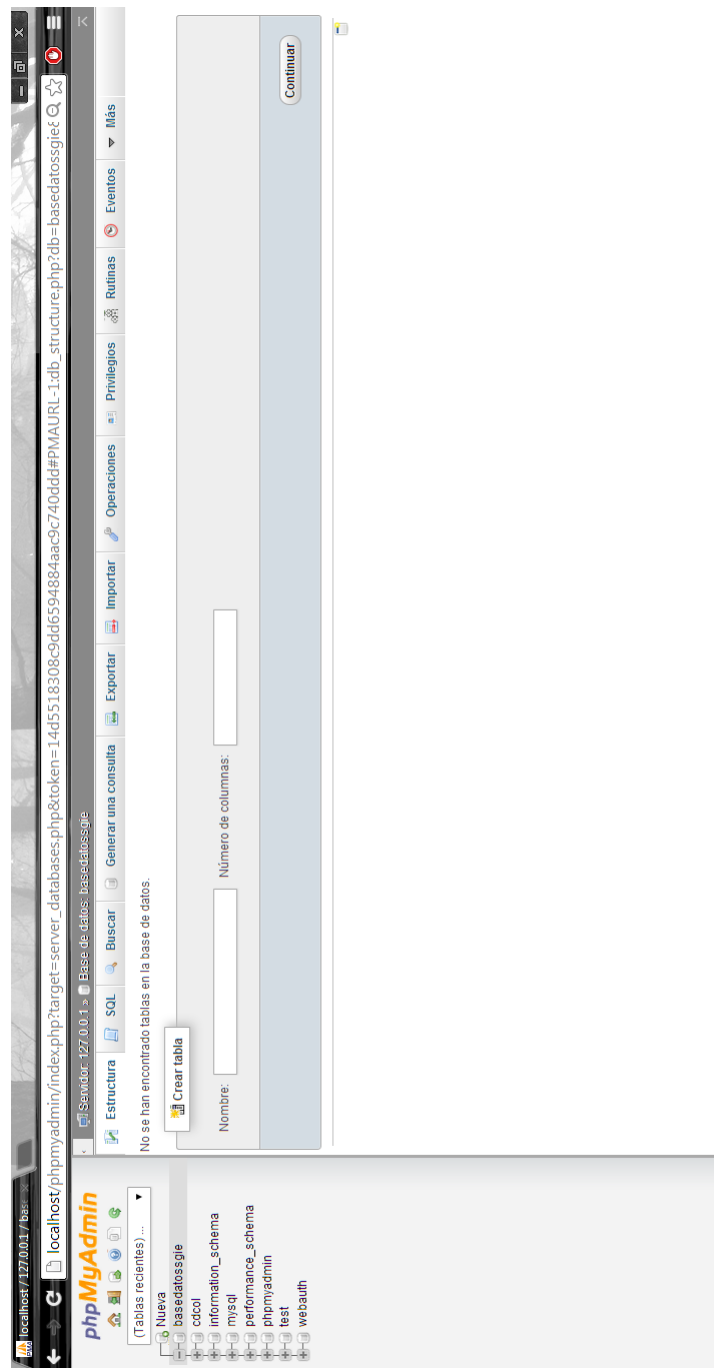 localhost / 127.0.0.1 / bas
localhost/phpmyadmin/index.php?target=server_databases.php&token=14d5518308c9dd6594884aac9c740ddd#PMAURL-1:db_structure.php?db=basedatossgie&
phpMyAdmin
(Tablas recientes) ...
Nueva
basedatossgie
cdcol
information_schema
mysql
performance_schema
phpmyadmin
test
webauth
Servidor: 127.0.0.1 » Base de datos: basedatossgie
Estructura SQL Buscar Generar una consulta Exportar Importar Operaciones Privilegios Rutinas Eventos Más
No se han encontrado tablas en la base de datos.
Crear tabla
Nombre: Número de columnas:
Continuar